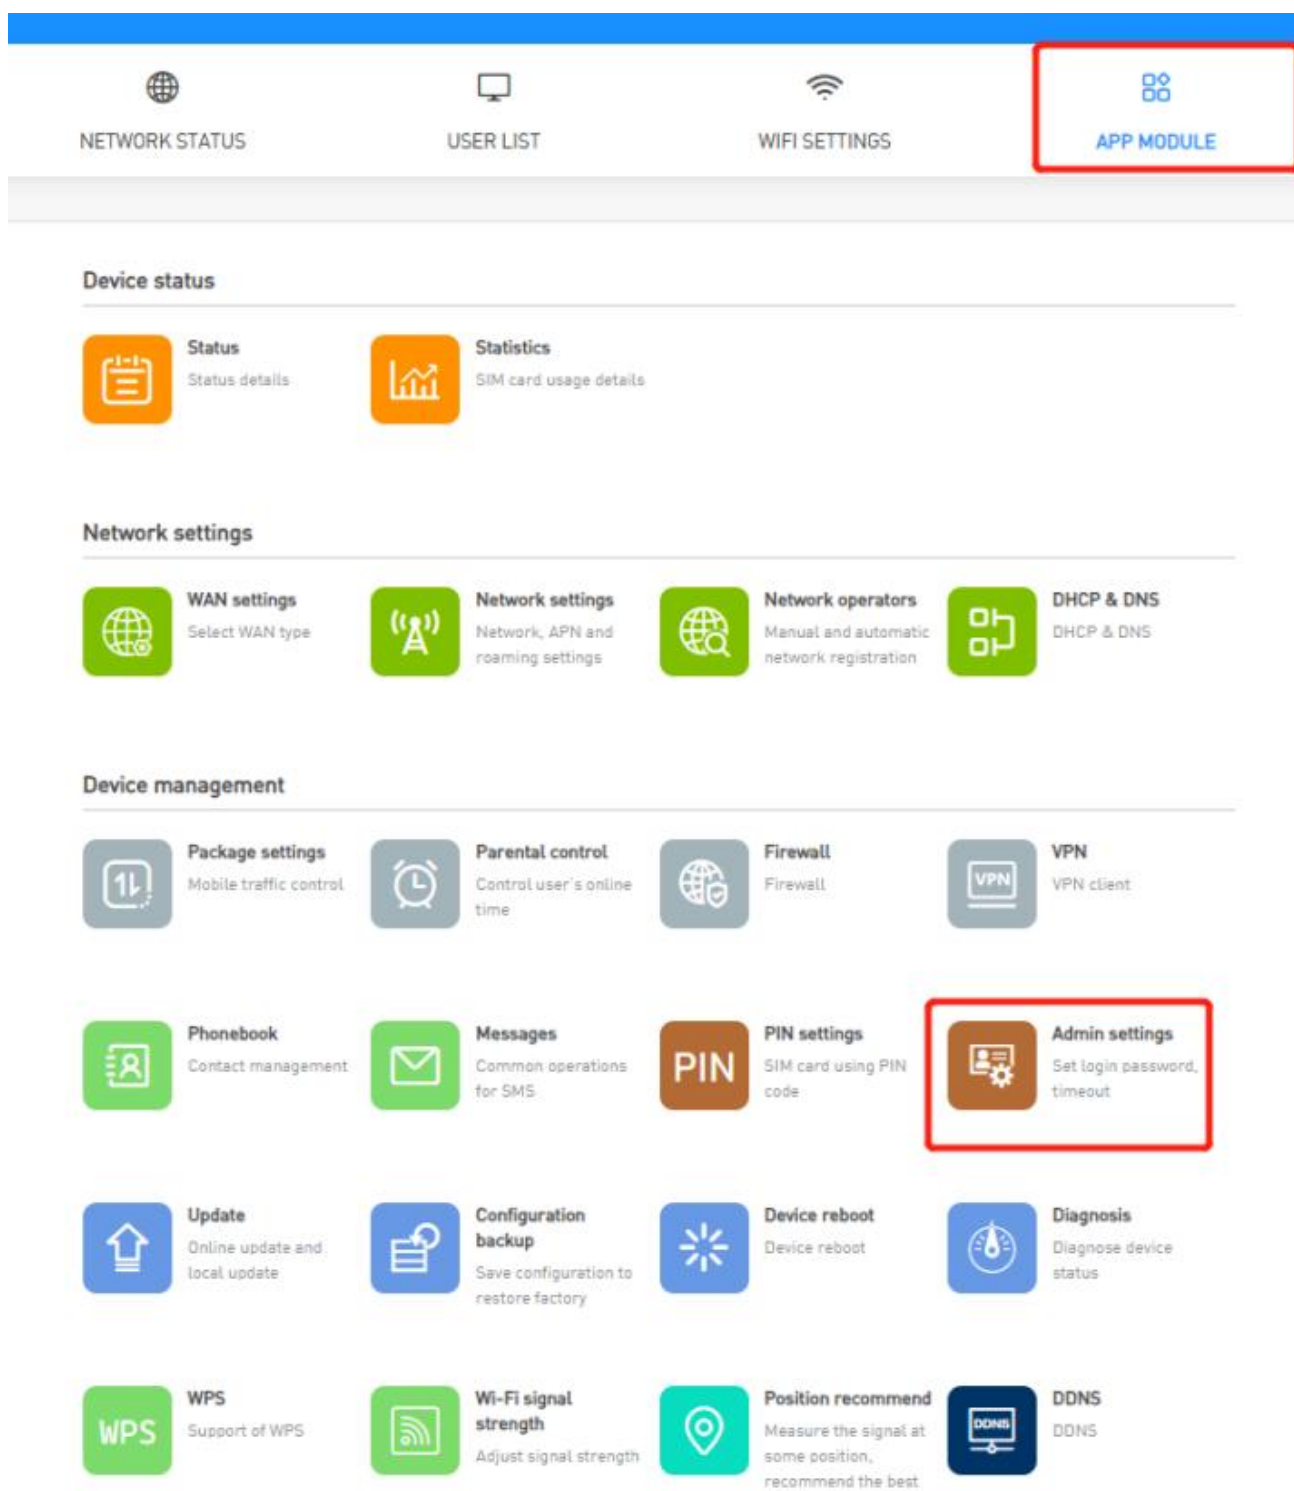 NETWORK STATUS
USER LIST
WIFI SETTINGS
APP MODULE
Device status
Status
Status details
Statistics
SIM card usage details
Network settings
WAN settings
Select WAN type
Network settings
Network, APN and
roaming settings
Network operators
Manual and automatic
network registration
DHCP & DNS
DHCP & DNS
Device management
Package settings
Mobile traffic control
Parental control
Control user's online
time
Firewall
Firewall
VPN
VPN
VPN client
Phonebook
Contact management
Messages
Common operations
for SMS
PIN
PIN settings
SIM card using PIN
code
Admin settings
Set login password,
timeout
Update
Online update and
local update
Configuration
backup
Save configuration to
restore factory
Device reboot
Device reboot
Diagnosis
Diagnose device
status
WPS
WPS
Support of WPS
Wi-Fi signal
strength
Adjust signal strength
Position recommend
Measure the signal at
some position,
recommend the best
DDNS
DDNS
DDNS